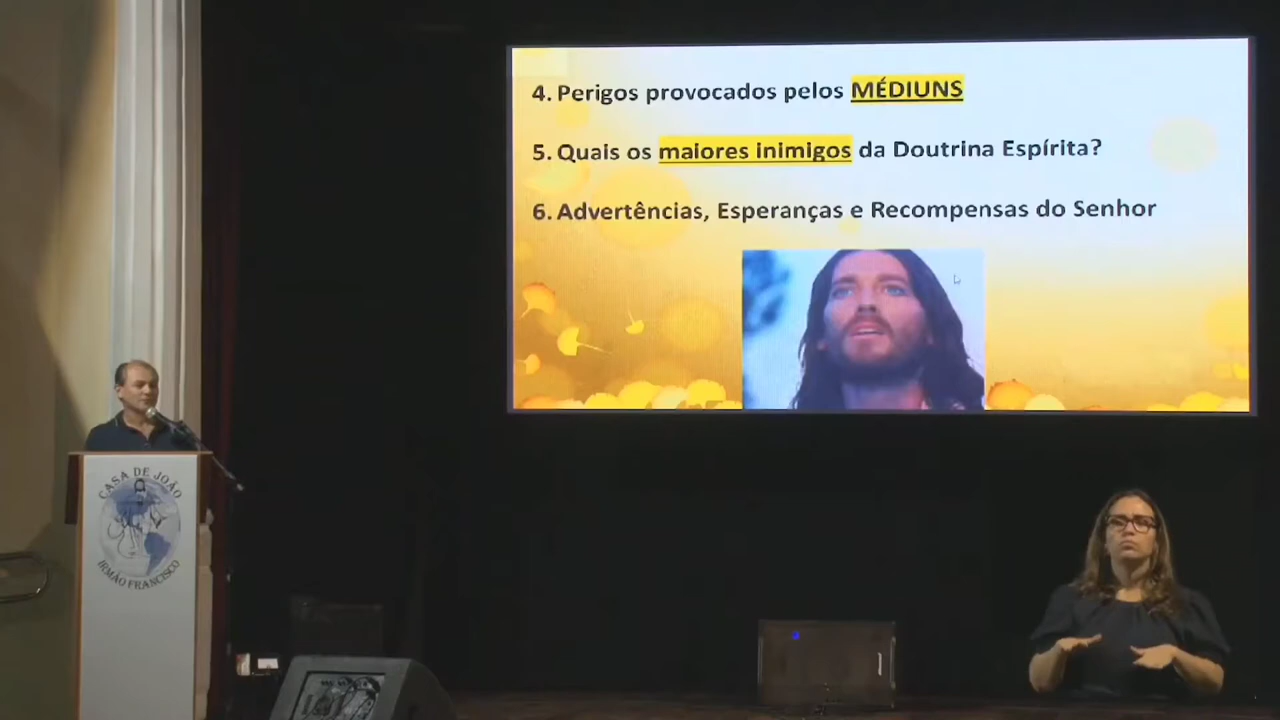 4. Perigos provocados pelos MÉDIUNS
5. Quais os maiores inimigos da Doutrina Espírita?
6. Advertências, Esperanças e Recompensas do Senhor
CASA DE JOÃO
IRMÃO FRANCISCO